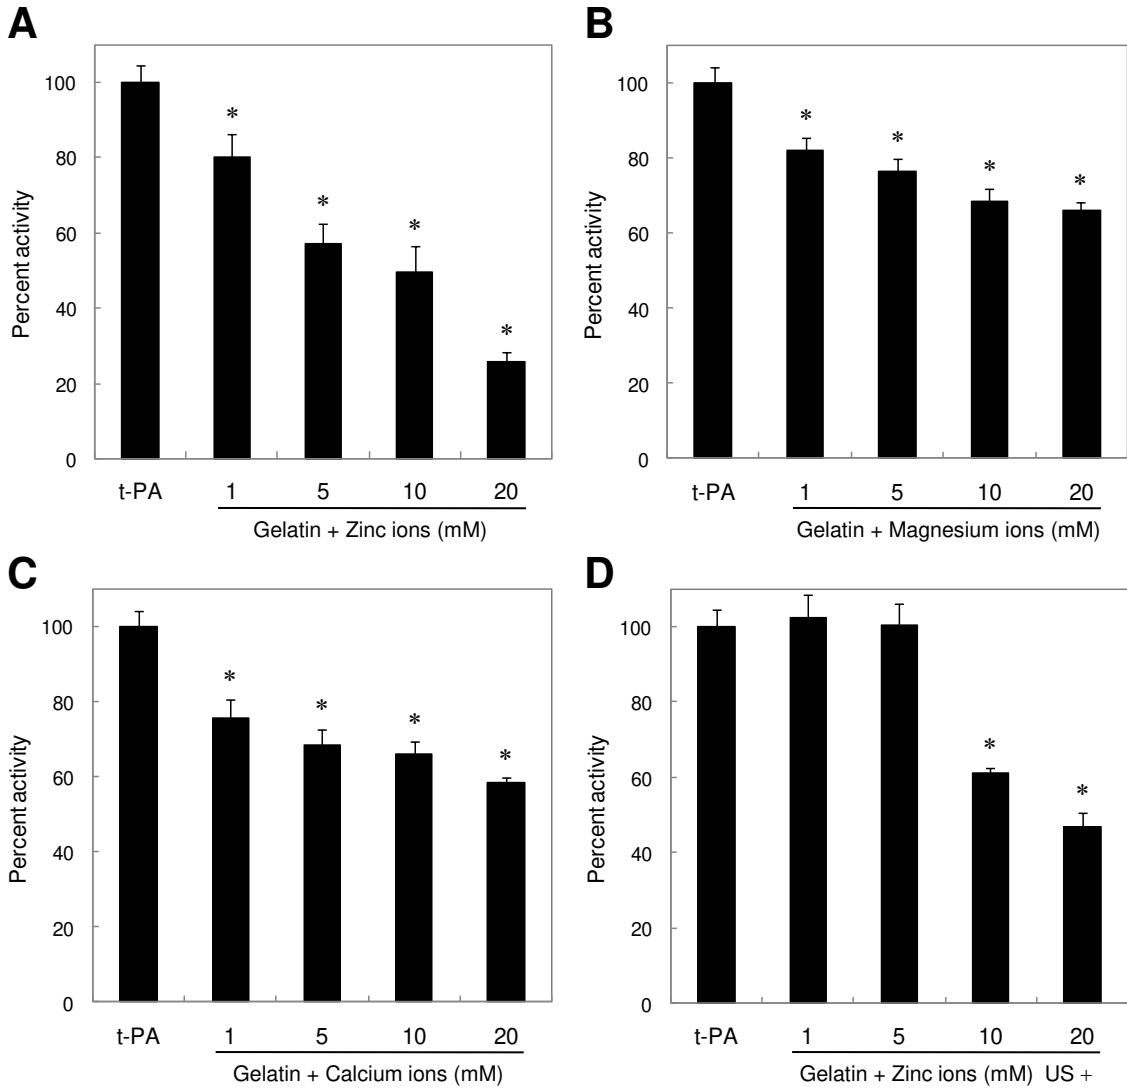 A
Percent activity
100
80
60
40
20
0
*
*
*
*
t-PA 1 5 10 20
Gelatin + Zinc ions (mM)
B
Percent activity
100
80
60
40
20
0
*
*
*
*
t-PA 1 5 10 20
Gelatin + Magnesium ions (mM)
C
Percent activity
100
80
60
40
20
0
*
*
*
*
t-PA 1 5 10 20
Gelatin + Calcium ions (mM)
D
Percent activity
100
80
60
40
20
0
*
*
t-PA 1 5 10 20
Gelatin + Zinc ions (mM) US +